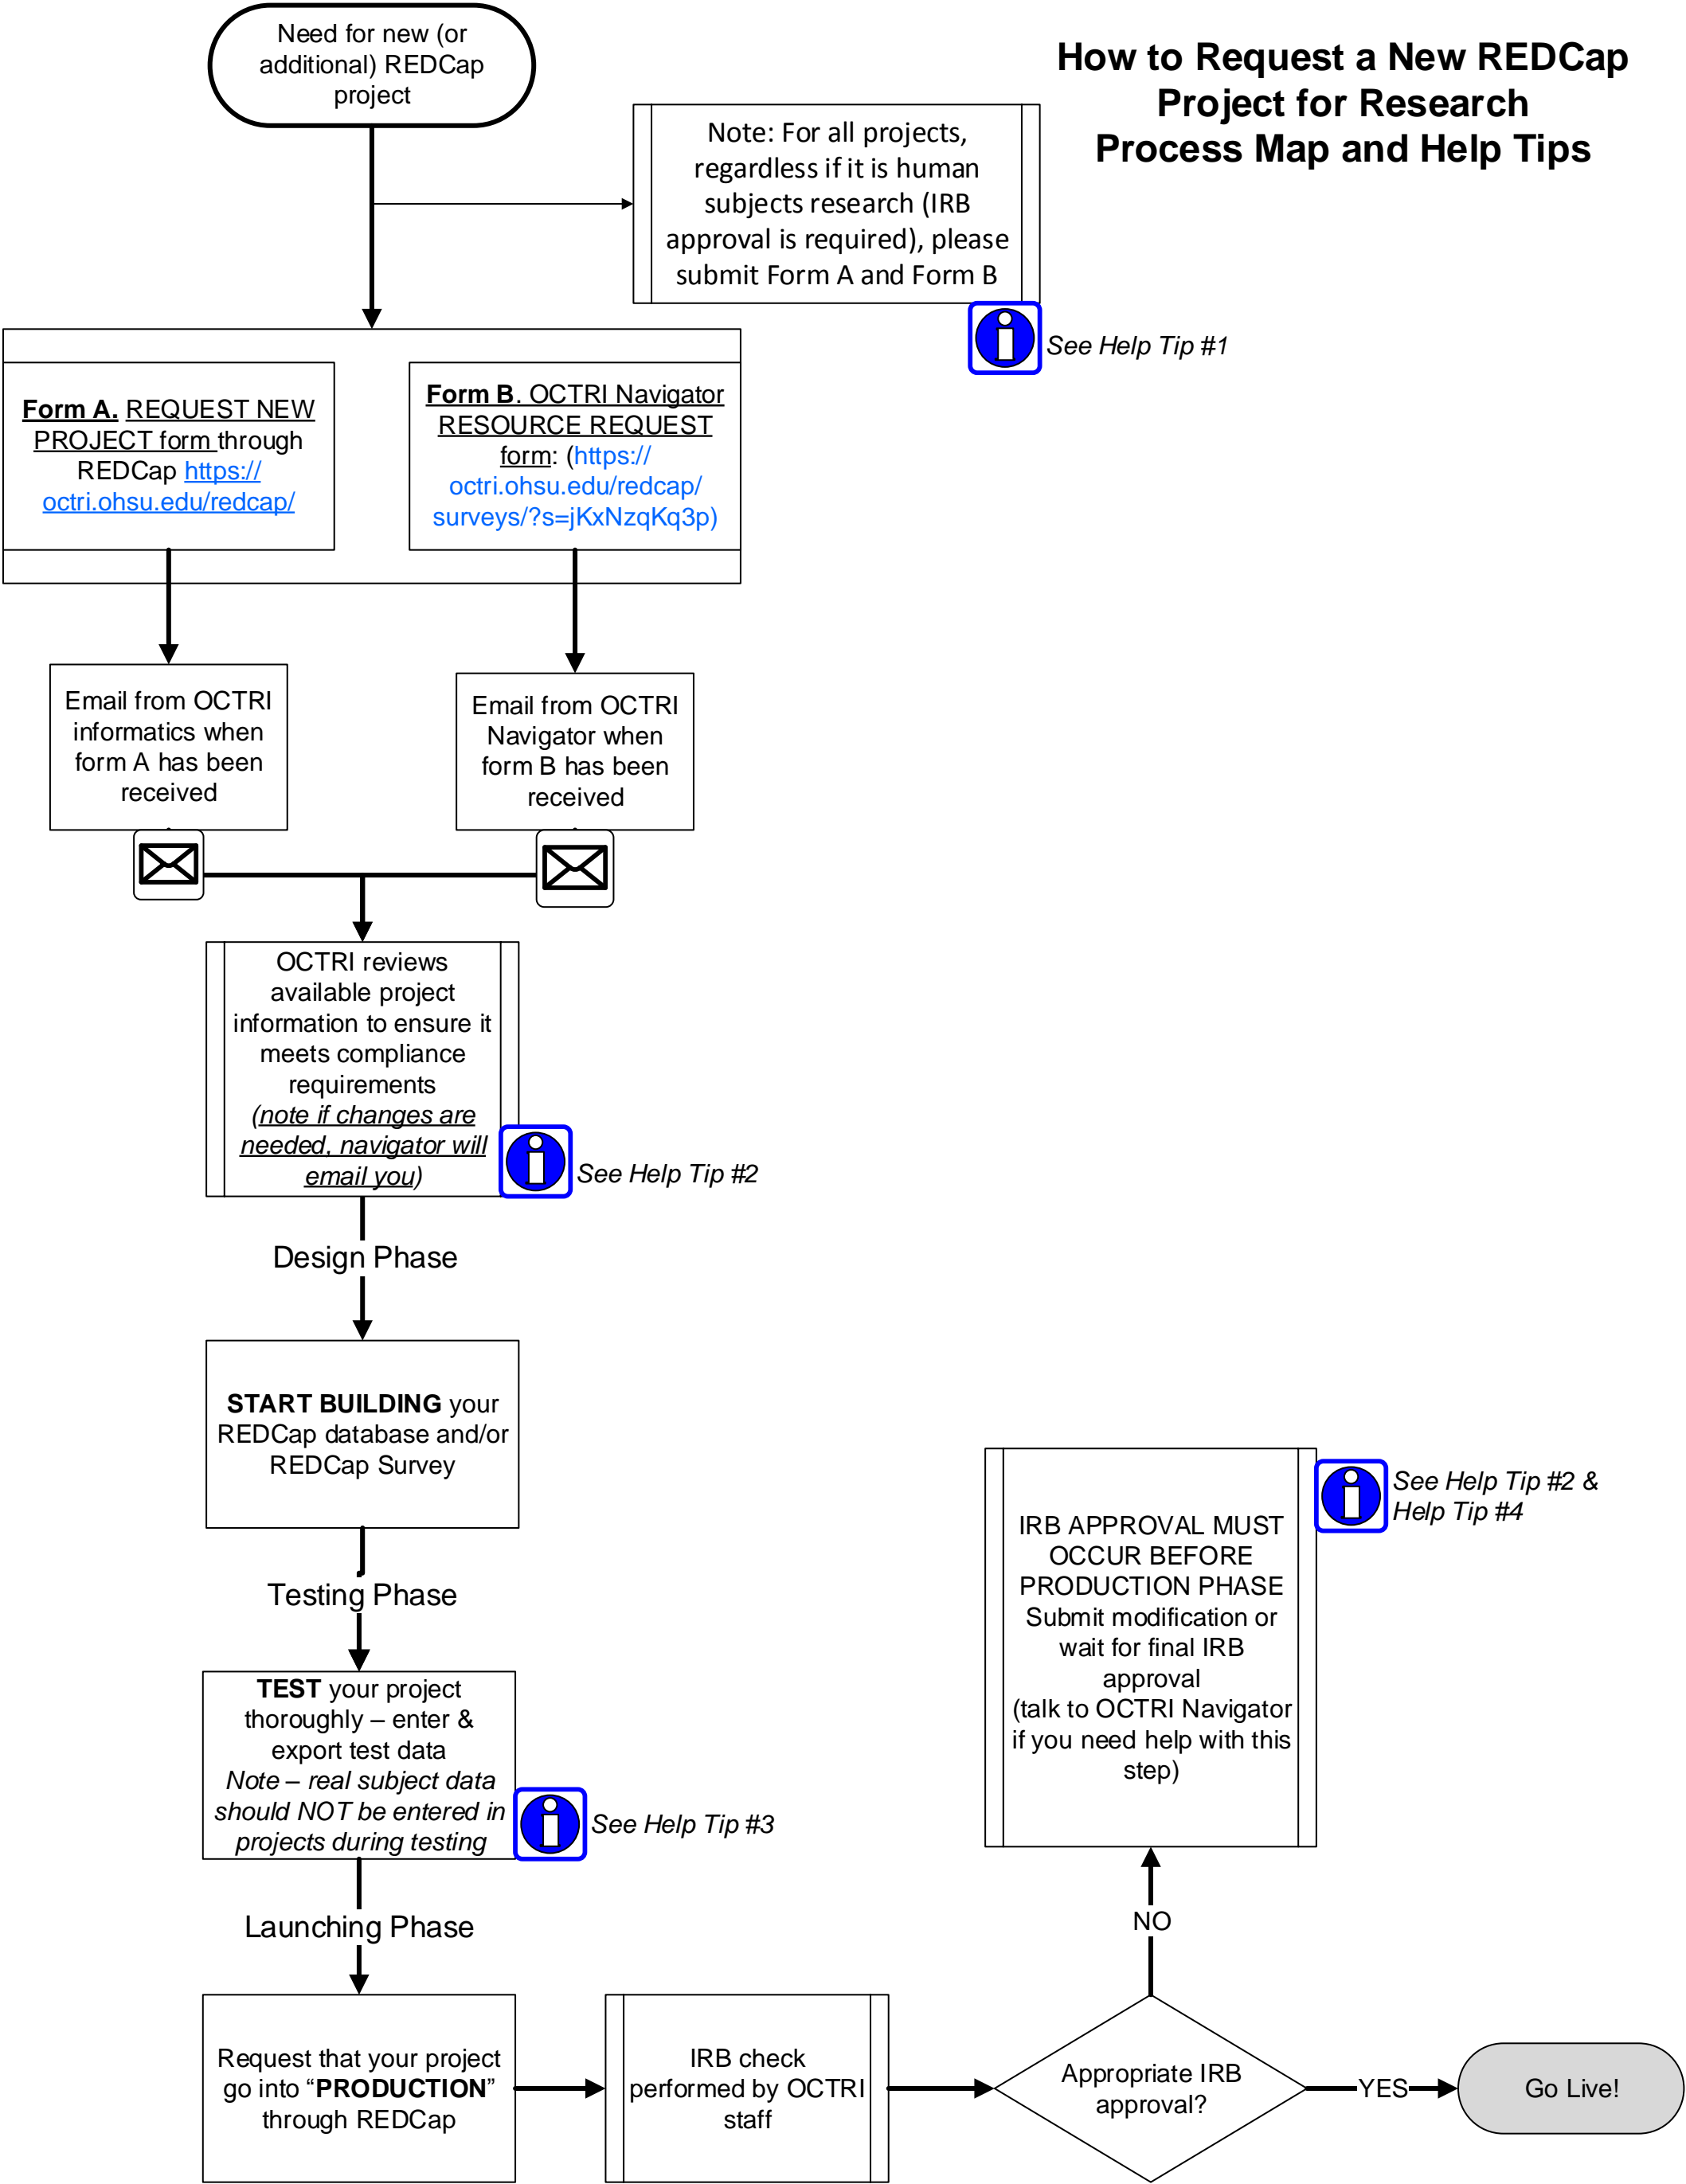 Need for new (or
additional) REDCap
project
How to Request a New REDCap
Project for Research
Process Map and Help Tips
Note: For all projects,
regardless if it is human
subjects research (IRB
approval is required), please
submit Form A and Form B
See Help Tip #1
Form A. REQUEST NEW
PROJECT form through
REDCap https://
octri.ohsu.edu/redcap/
Form B. OCTRI Navigator
RESOURCE REQUEST
form: (https://
octri.ohsu.edu/redcap/
surveys/?s=jKxNzqKq3p)
Email from OCTRI
informatics when
form A has been
received
Email from OCTRI
Navigator when
form B has been
received
OCTRI reviews
available project
information to ensure it
meets compliance
requirements
(note if changes are
needed, navigator will
email you)
See Help Tip #2
Design Phase
START BUILDING your
REDCap database and/or
REDCap Survey
Testing Phase
TEST your project
thoroughly – enter &
export test data
Note – real subject data
should NOT be entered in
projects during testing
See Help Tip #3
Launching Phase
Request that your project
go into “PRODUCTION”
through REDCap
IRB check
performed by OCTRI
staff
Appropriate IRB
approval?
NO
IRB APPROVAL MUST
OCCUR BEFORE
PRODUCTION PHASE
Submit modification or
wait for final IRB
approval
(talk to OCTRI Navigator
if you need help with this
step)
See Help Tip #2 &
Help Tip #4
YES
Go Live!